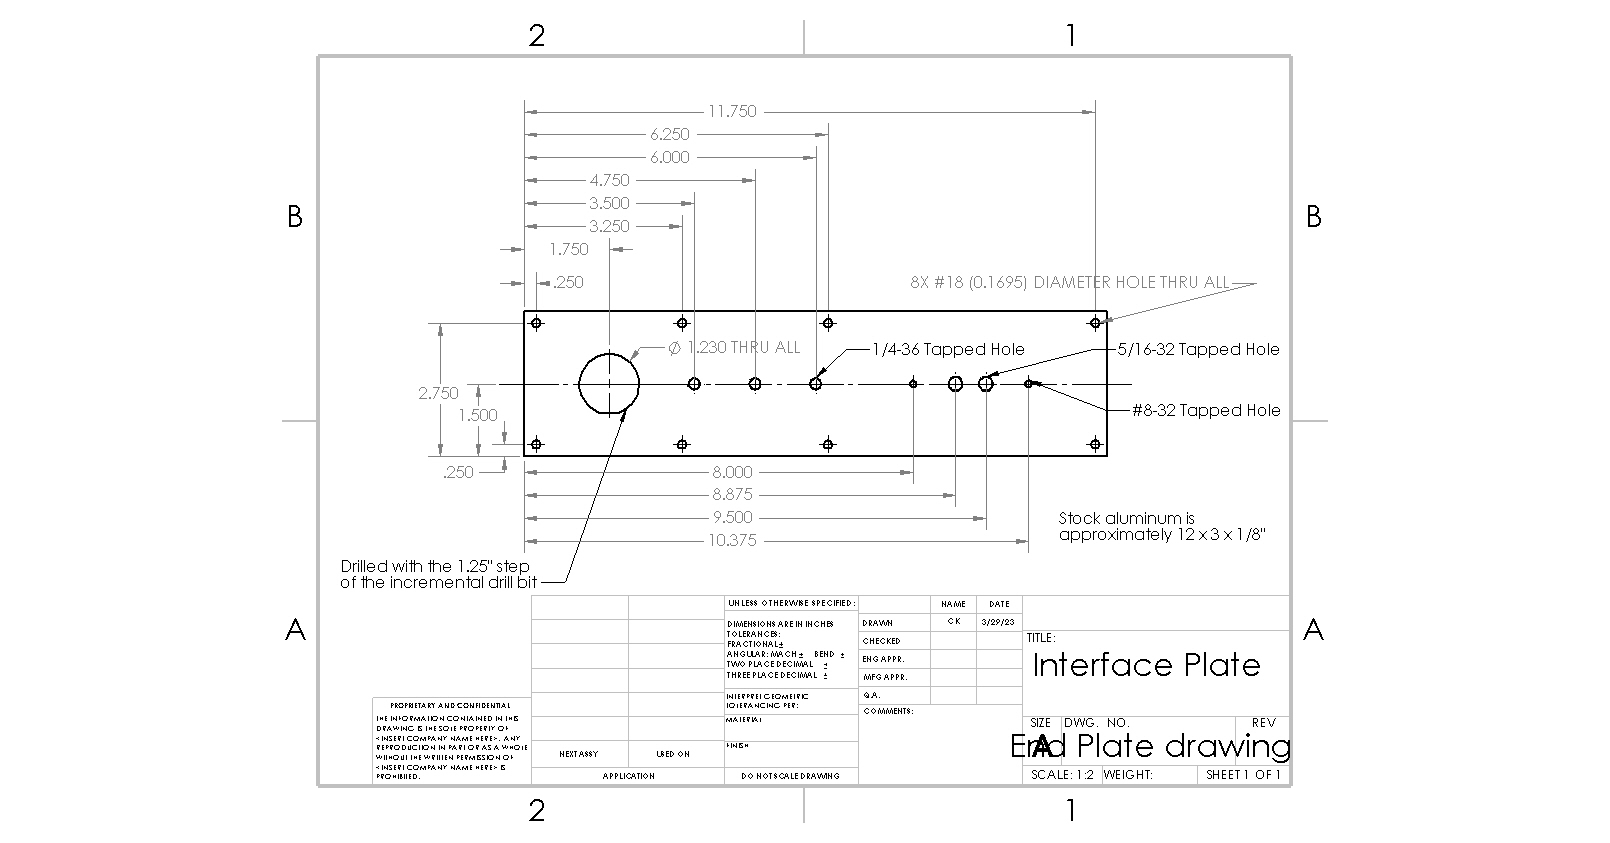 2 1
11.750
6.250
6.000
4.750
3.500
3.250
B B
1.750
.250
8X #18 (0.1695) DIAMETER HOLE THRU ALL
⌀ 1.230 THRU ALL
1/4-36 Tapped Hole
5/16-32 Tapped Hole
2.750
1.500
#8-32 Tapped Hole
.250
8.000
8.875
9.500
10.375
Stock aluminum is
approximately 12 x 3 x 1/8"
Drilled with the 1.25" step
of the incremental drill bit
A A
UNLESS OTHERWISE SPECIFIED:
DIMENSIONS ARE IN INCHES
TOLERANCES:
FRACTIONAL ±
ANGULAR: MACH ± BEND ±
TWO PLACE DECIMAL ±
THREE PLACE DECIMAL ±
INTERPRET GEOMETRIC
TOLERANCING PER:
MATERIAL
FINISH
DO NOT SCALE DRAWING
NAME DATE
DRAWN CK 3/29/23
CHECKED
ENG APPR.
MFG APPR.
Q.A.
COMMENTS:
TITLE:
Interface Plate
SIZE DWG. NO. REV
A
End Plate drawing
SCALE: 1:2 WEIGHT: SHEET 1 OF 1
PROPRIETARY AND CONFIDENTIAL
THE INFORMATION CONTAINED IN THIS
DRAWING IS THE SOLE PROPERTY OF
<INSERT COMPANY NAME HERE>. ANY
REPRODUCTION IN PART OR AS A WHOLE
WITHOUT THE WRITTEN PERMISSION OF
<INSERT COMPANY NAME HERE> IS
PROHIBITED.
NEXT ASSY USED ON
APPLICATION
2 1